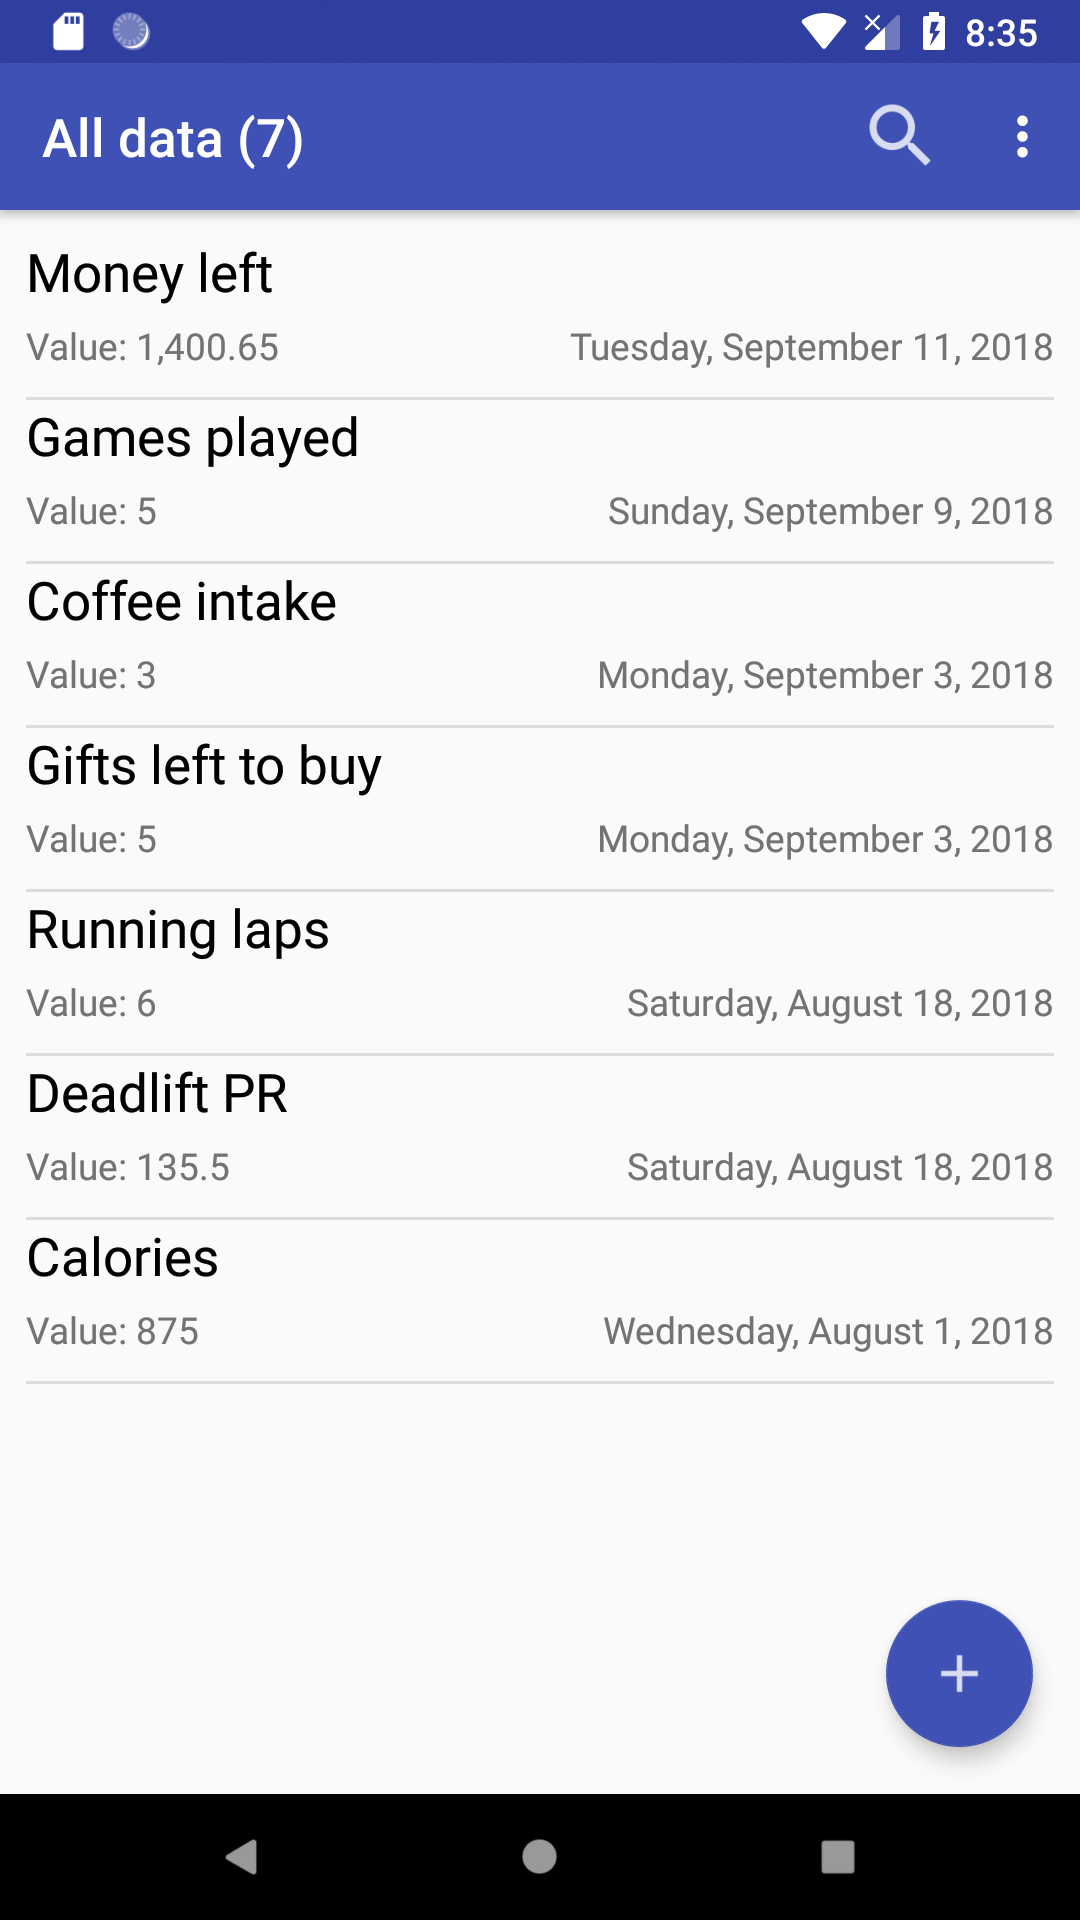 8:35
All data (7)
Money left
Value: 1,400.65 Tuesday, September 11, 2018
Games played
Value: 5 Sunday, September 9, 2018
Coffee intake
Value: 3 Monday, September 3, 2018
Gifts left to buy
Value: 5 Monday, September 3, 2018
Running laps
Value: 6 Saturday, August 18, 2018
Deadlift PR
Value: 135.5 Saturday, August 18, 2018
Calories
Value: 875 Wednesday, August 1, 2018